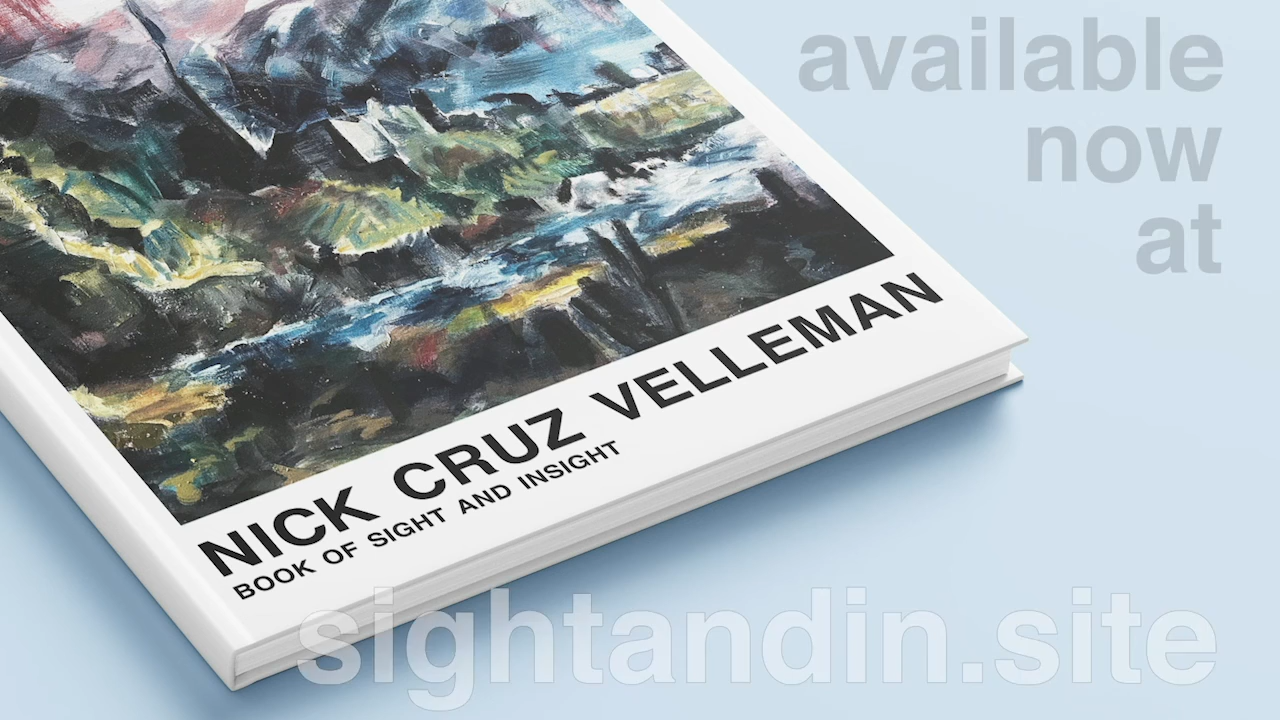 available
now
at
NICK CRUZ VELLEMAN
BOOK OF SIGHT AND INSIGHT
sightandin.site